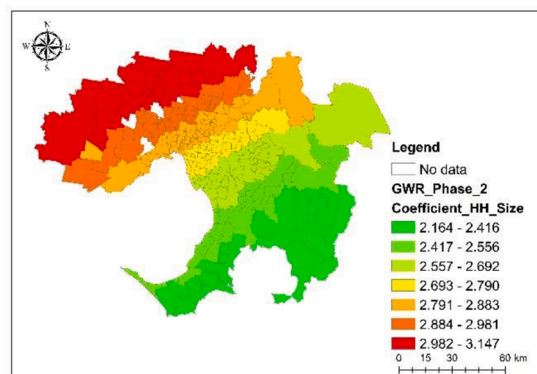 N
W E
S
Legend
No data
GWR_Phase_2
Coefficient_HH_Size
2.164 - 2.416
2.417 - 2.556
2.557 - 2.692
2.693 - 2.790
2.791 - 2.883
2.884 - 2.981
2.982 - 3.147
0 15 30 60 km